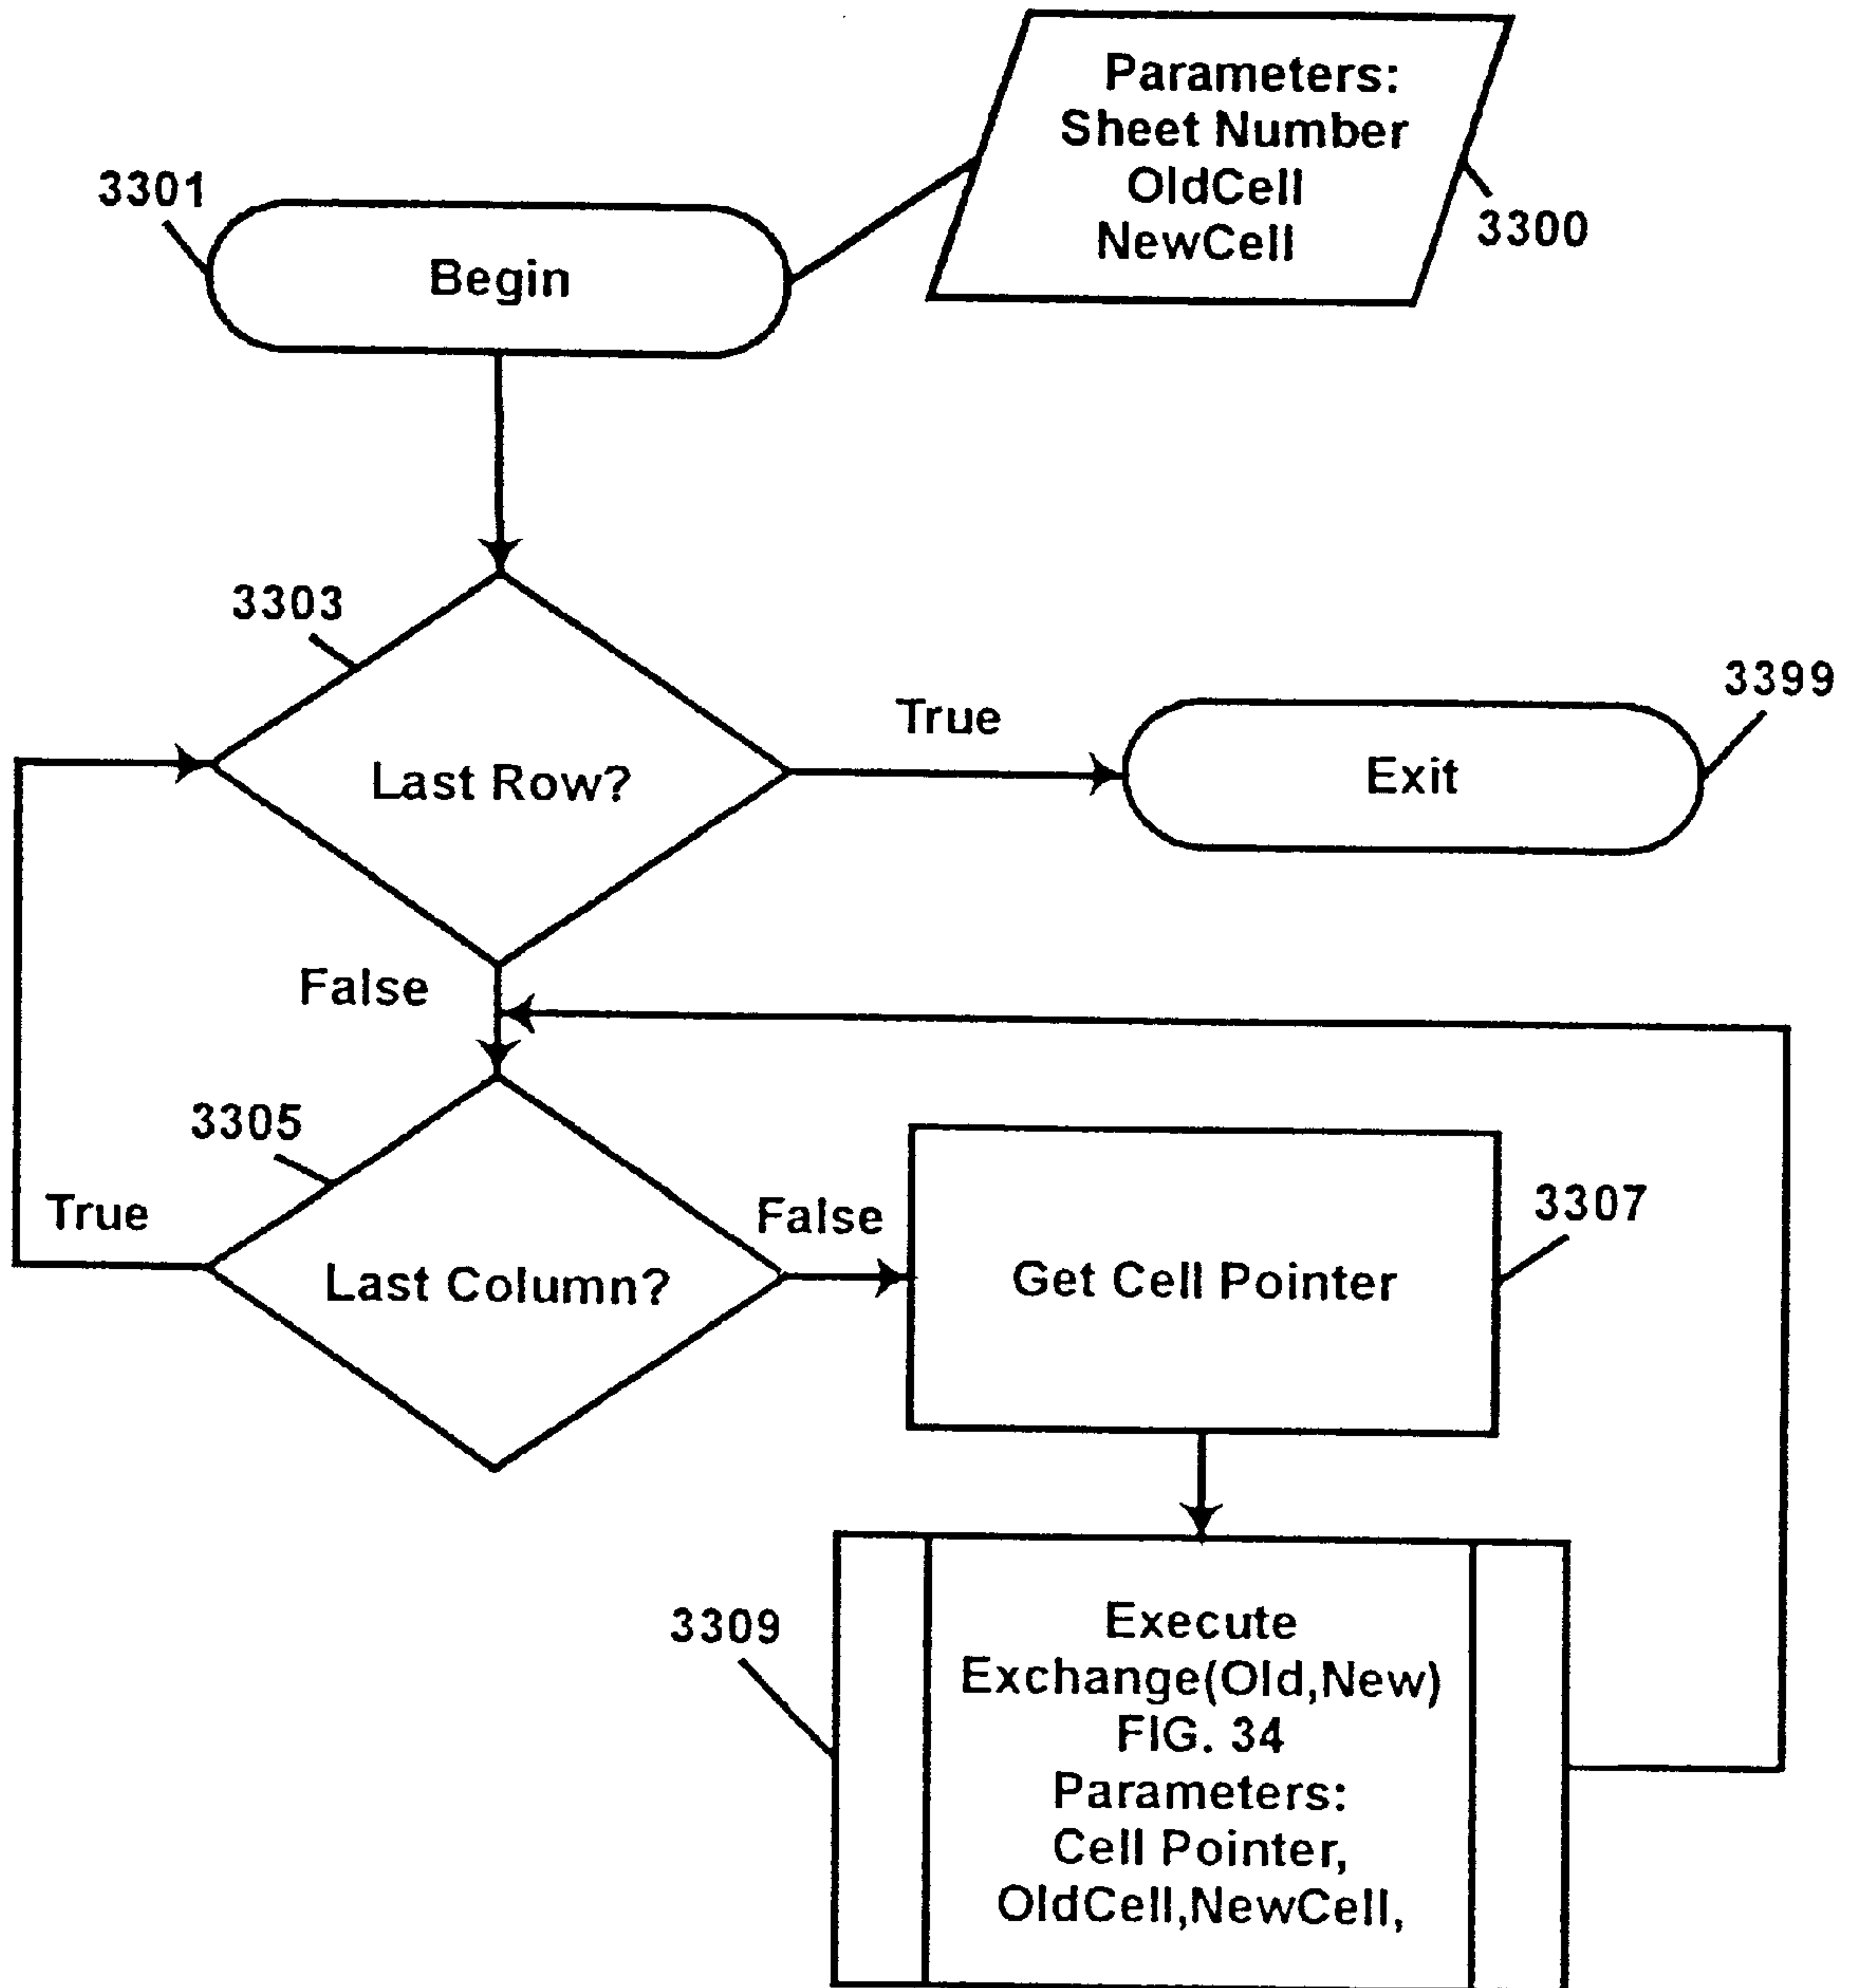 Parameters:
Sheet Number
OldCell
NewCell
3300
3301
Begin
3303
Last Row?
True
Exit
3399
False
3305
True
Last Column?
False
Get Cell Pointer
3307
3309
Execute
Exchange(Old,New)
FIG. 34
Parameters:
Cell Pointer,
OldCell,NewCell,